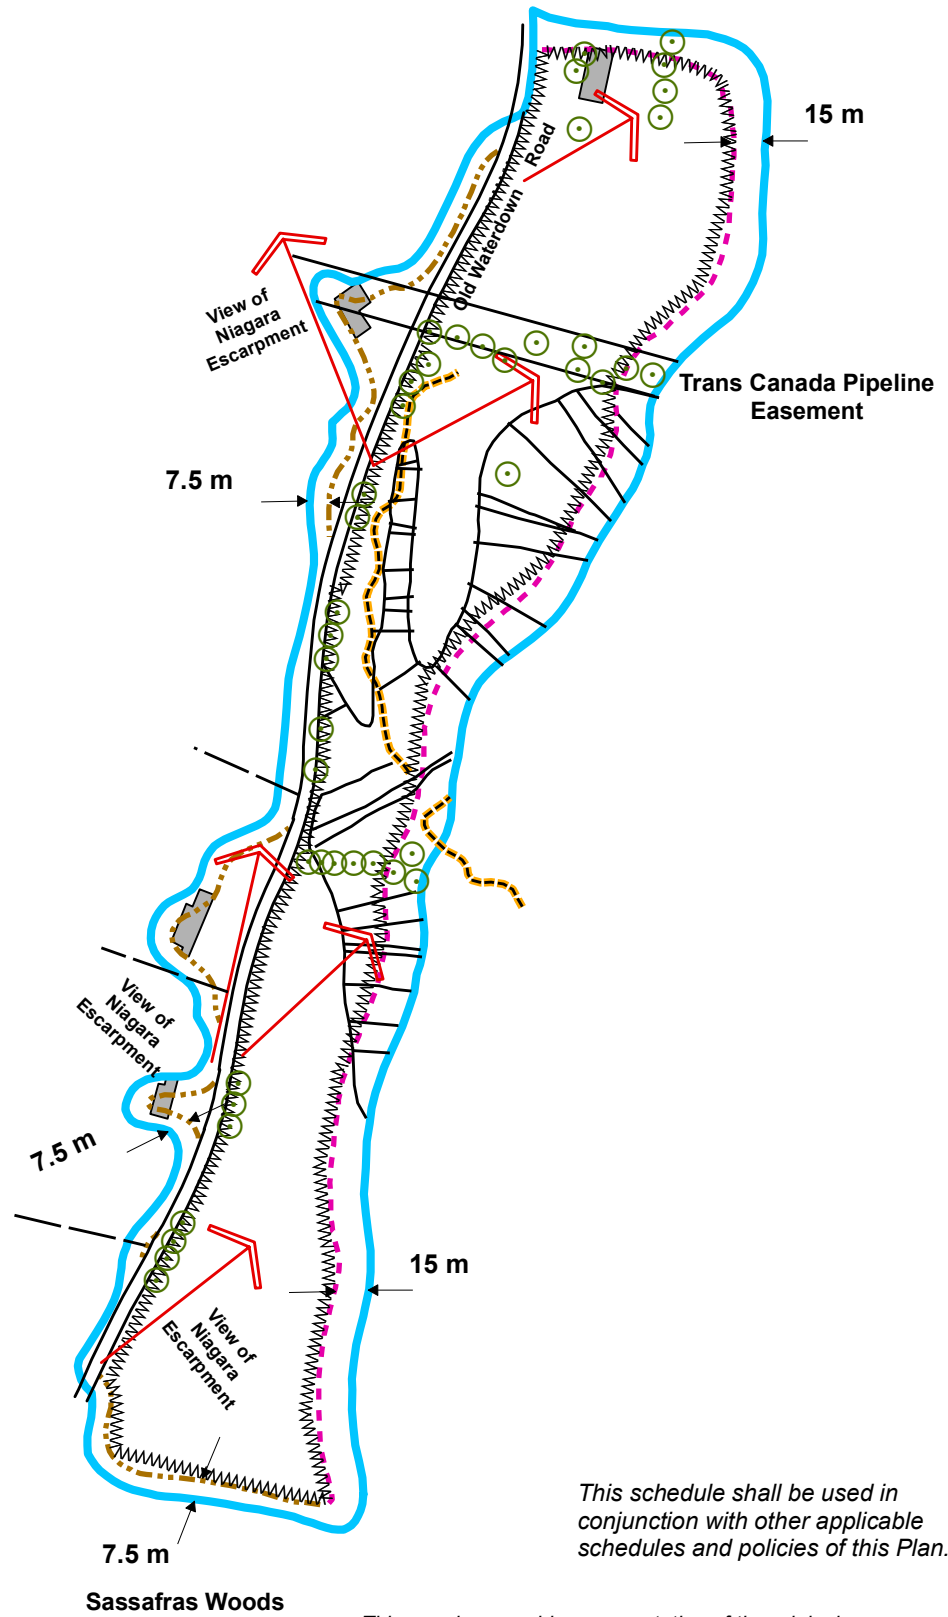 15 m
Old Waterdown Road
View of
Niagara
Escarpment
Trans Canada Pipeline
Easement
7.5 m
View of
Niagara
Escarpment
7.5 m
15 m
View of
Niagara
Escarpment
This schedule shall be used in
conjunction with other applicable
schedules and policies of this Plan.
7.5 m
Sassafras Woods